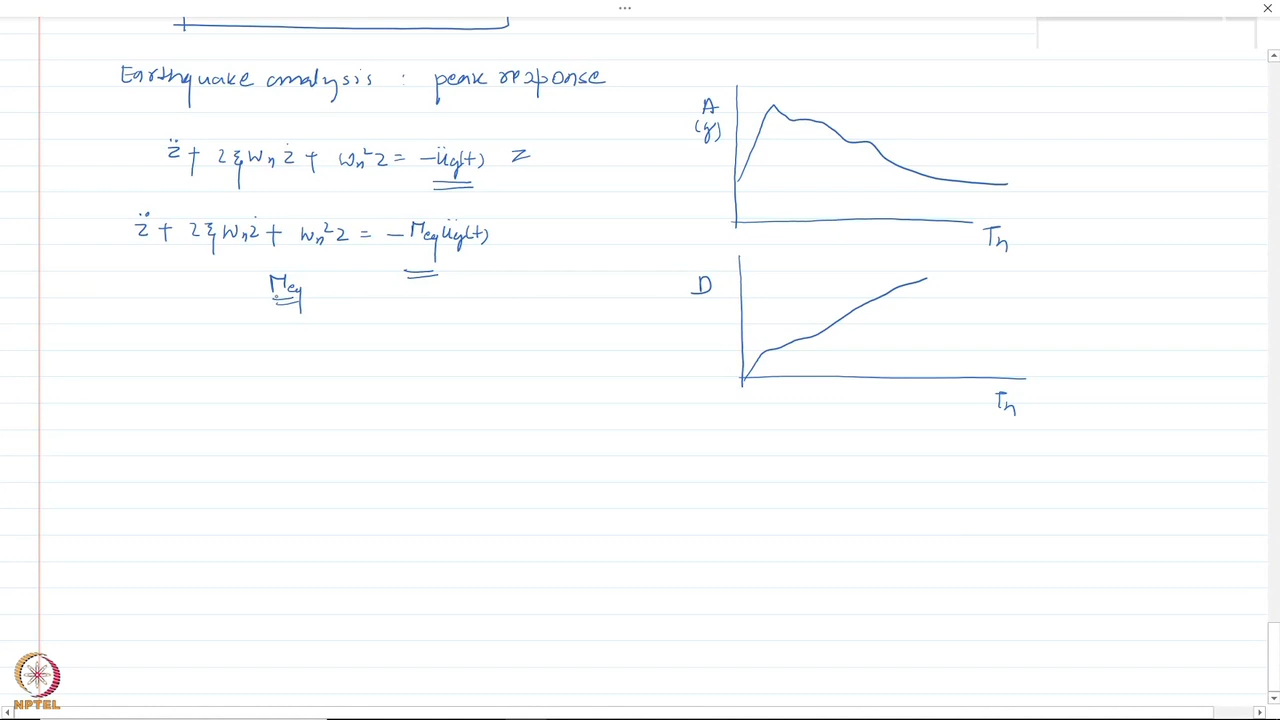 Earthquake analysis : peak response
z̈ + 2ξωₙż + ωₙ²z = -üg(t) z
z̈ + 2ξωₙż + ωₙ²z = -Meq üg(t)
Meq
A
(g)
Tn
D
Tn
NPTEL